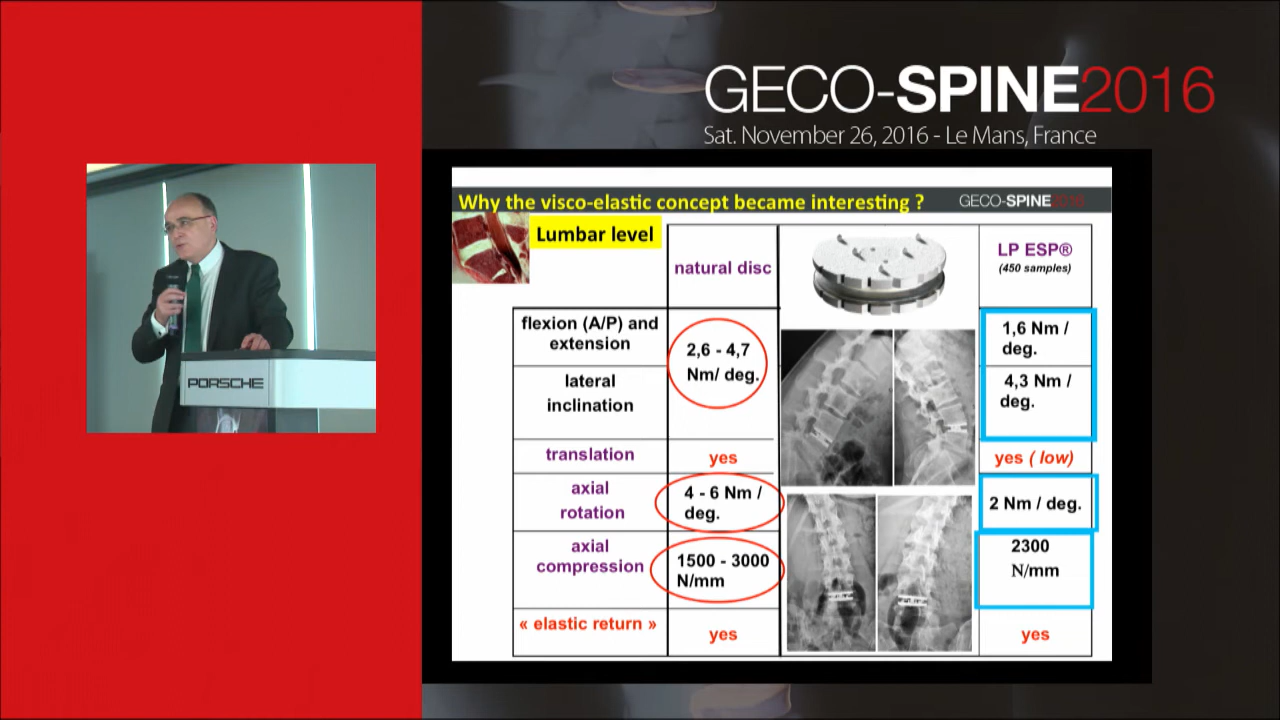 GECO-SPINE2016
Sat. November 26, 2016 - Le Mans, France
Why the visco-elastic concept became interesting ?
GECO-SPINE2016
Lumbar level
natural disc
LP ESP®
(450 samples)
flexion (A/P) and
extension
2,6 - 4,7
Nm/ deg.
1,6 Nm /
deg.
lateral
inclination
4,3 Nm /
deg.
translation
yes
yes ( low)
axial
rotation
4 - 6 Nm /
deg.
2 Nm / deg.
axial
compression
1500 - 3000
N/mm
2300
N/mm
« elastic return »
yes
yes
PORSCHE